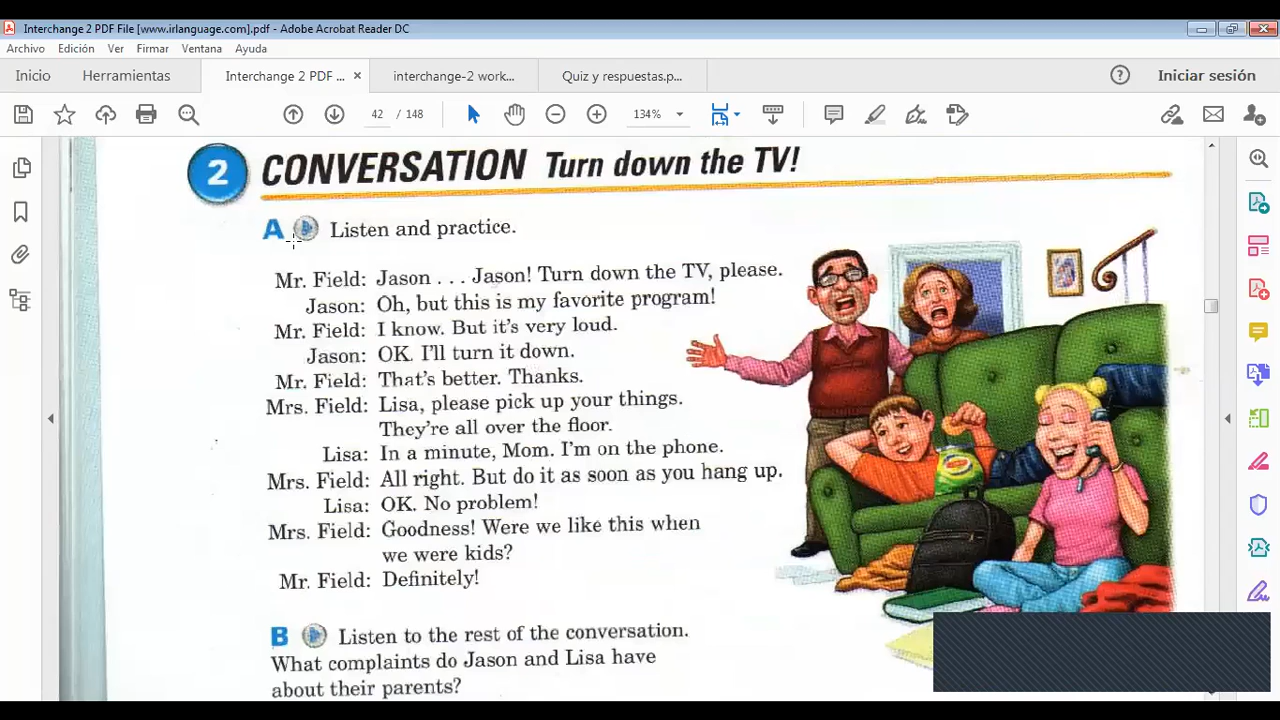 Interchange 2 PDF File [www.irlanguage.com].pdf - Adobe Acrobat Reader DC
Archivo Edición Ver Firmar Ventana Ayuda
Inicio Herramientas Interchange 2 PDF ... × interchange-2 work... Quiz y respuestas.p... Iniciar sesión
42 / 148 134%
2 CONVERSATION Turn down the TV!
A Listen and practice.
Mr. Field: Jason . . . Jason! Turn down the TV, please.
Jason: Oh, but this is my favorite program!
Mr. Field: I know. But it's very loud.
Jason: OK. I'll turn it down.
Mr. Field: That's better. Thanks.
Mrs. Field: Lisa, please pick up your things.
They're all over the floor.
Lisa: In a minute, Mom. I'm on the phone.
Mrs. Field: All right. But do it as soon as you hang up.
Lisa: OK. No problem!
Mrs. Field: Goodness! Were we like this when
we were kids?
Mr. Field: Definitely!
B Listen to the rest of the conversation.
What complaints do Jason and Lisa have
about their parents?